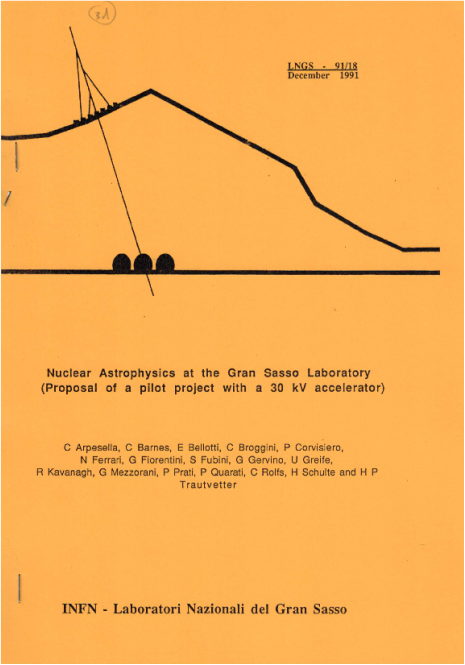 31
LNGS - 91/18
December 1991
Nuclear Astrophysics at the Gran Sasso Laboratory
(Proposal of a pilot project with a 30 kV accelerator)
C Arpesella, C Barnes, E Bellotti, C Broggini, P Corvisiero,
N Ferrari, G Fiorentini, S Fubini, G Gervino, U Greife,
R Kavanagh, G Mezzorani, P Prati, P Quarati, C Rolfs, H Schulte and H P
Trautvetter
INFN - Laboratori Nazionali del Gran Sasso